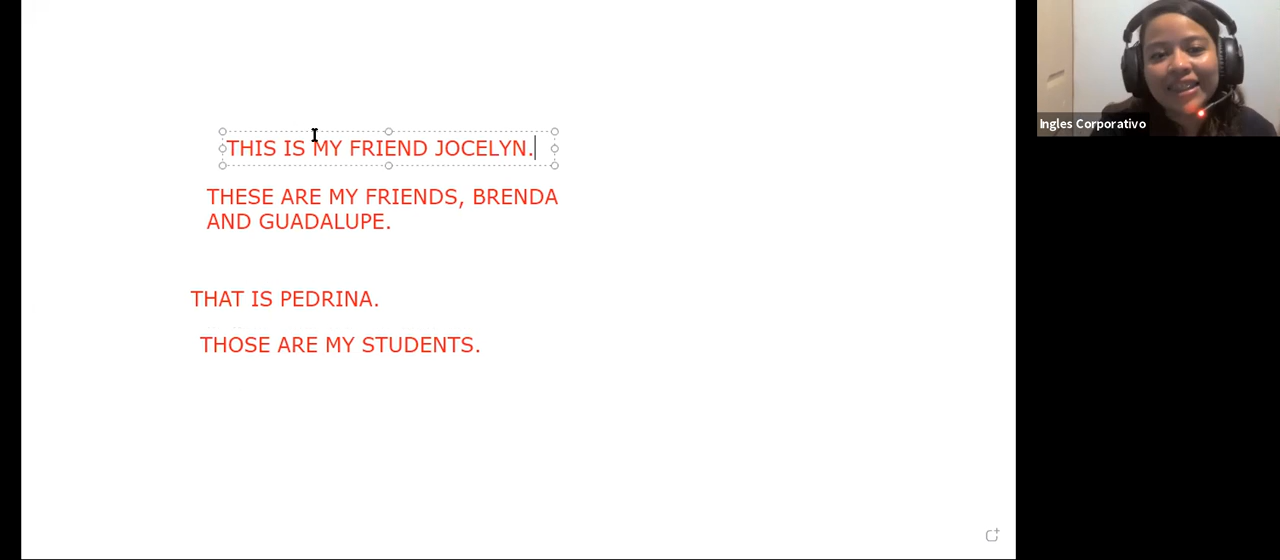 THIS IS MY FRIEND JOCELYN.
THESE ARE MY FRIENDS, BRENDA
AND GUADALUPE.
THAT IS PEDRINA.
THOSE ARE MY STUDENTS.
Ingles Corporativo